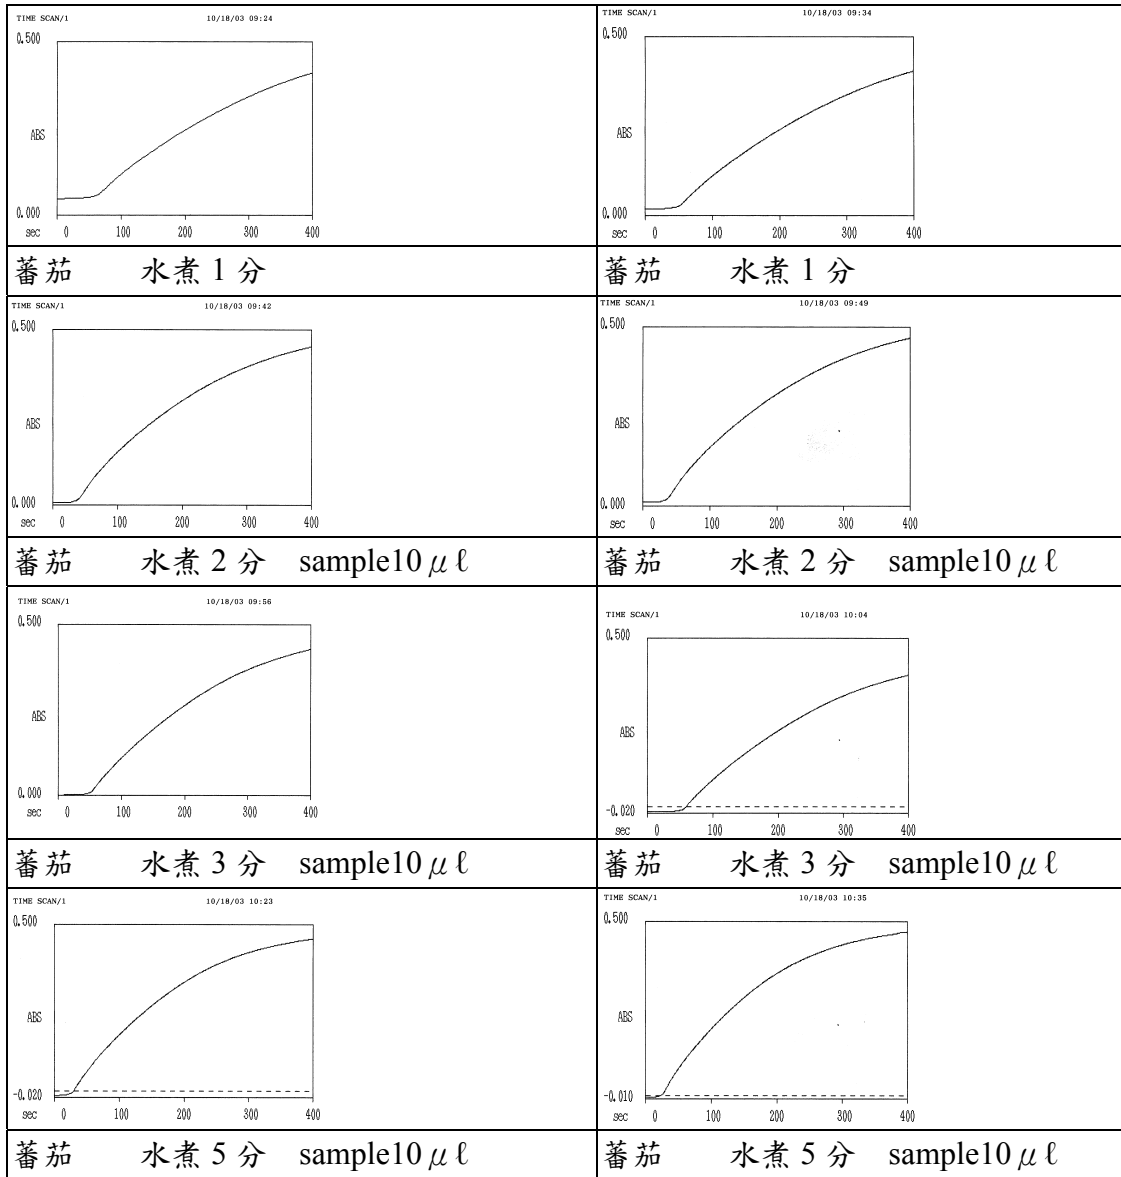 TIME SCAN/1 10/18/03 09:24
0.500
ABS
0.000
sec 0 100 200 300 400
蕃茄 水煮 1 分
TIME SCAN/1 10/18/03 09:34
0.500
ABS
0.000
sec 0 100 200 300 400
蕃茄 水煮 1 分
TIME SCAN/1 10/18/03 09:42
0.500
ABS
0.000
sec 0 100 200 300 400
蕃茄 水煮 2 分 sample10μℓ
TIME SCAN/1 10/18/03 09:49
0.500
ABS
0.000
sec 0 100 200 300 400
蕃茄 水煮 2 分 sample10μℓ
TIME SCAN/1 10/18/03 09:56
0.500
ABS
0.000
sec 0 100 200 300 400
蕃茄 水煮 3 分 sample10μℓ
TIME SCAN/1 10/18/03 10:04
0.500
ABS
-0.020
sec 0 100 200 300 400
蕃茄 水煮 3 分 sample10μℓ
TIME SCAN/1 10/18/03 10:23
0.500
ABS
-0.020
sec 0 100 200 300 400
蕃茄 水煮 5 分 sample10μℓ
TIME SCAN/1 10/18/03 10:35
0.500
ABS
-0.010
sec 0 100 200 300 400
蕃茄 水煮 5 分 sample10μℓ